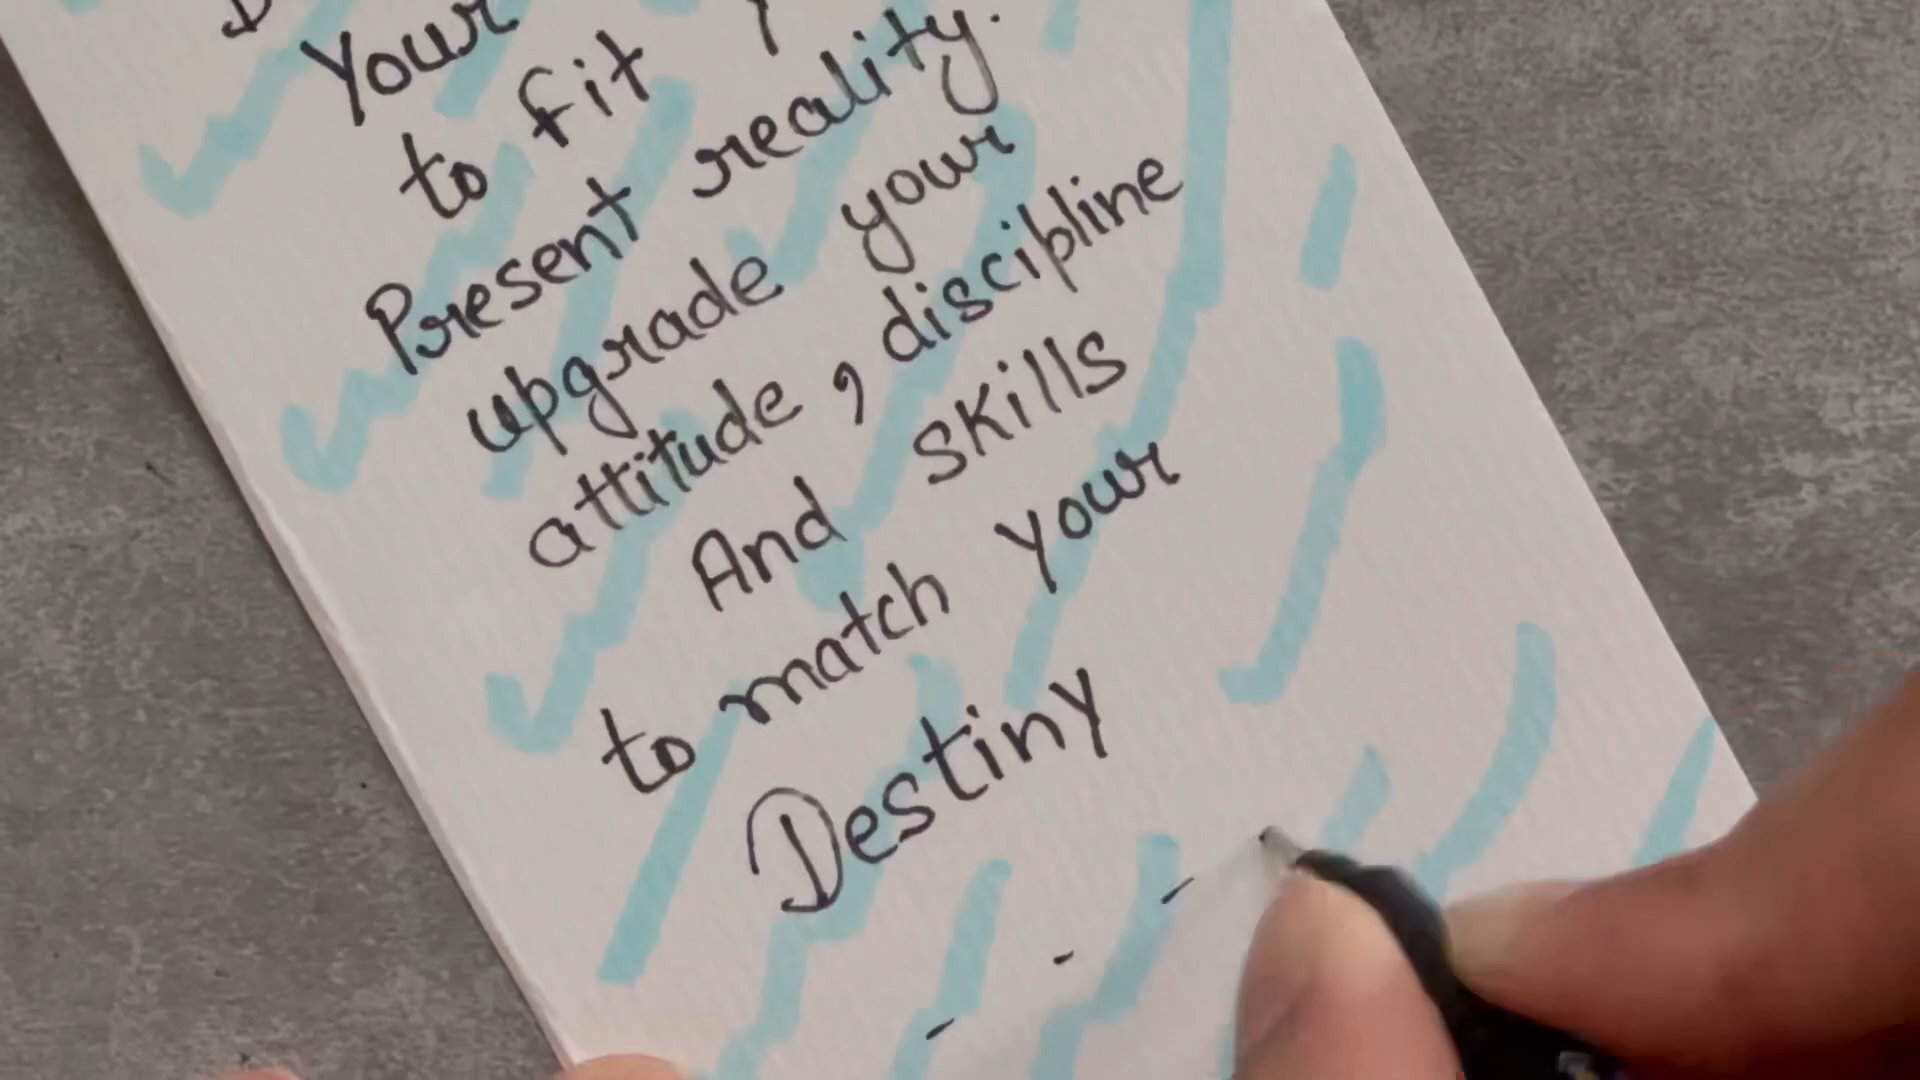 Your
to fit
Present reality.
upgrade your
attitude, discipline
And skills
to match your
Destiny